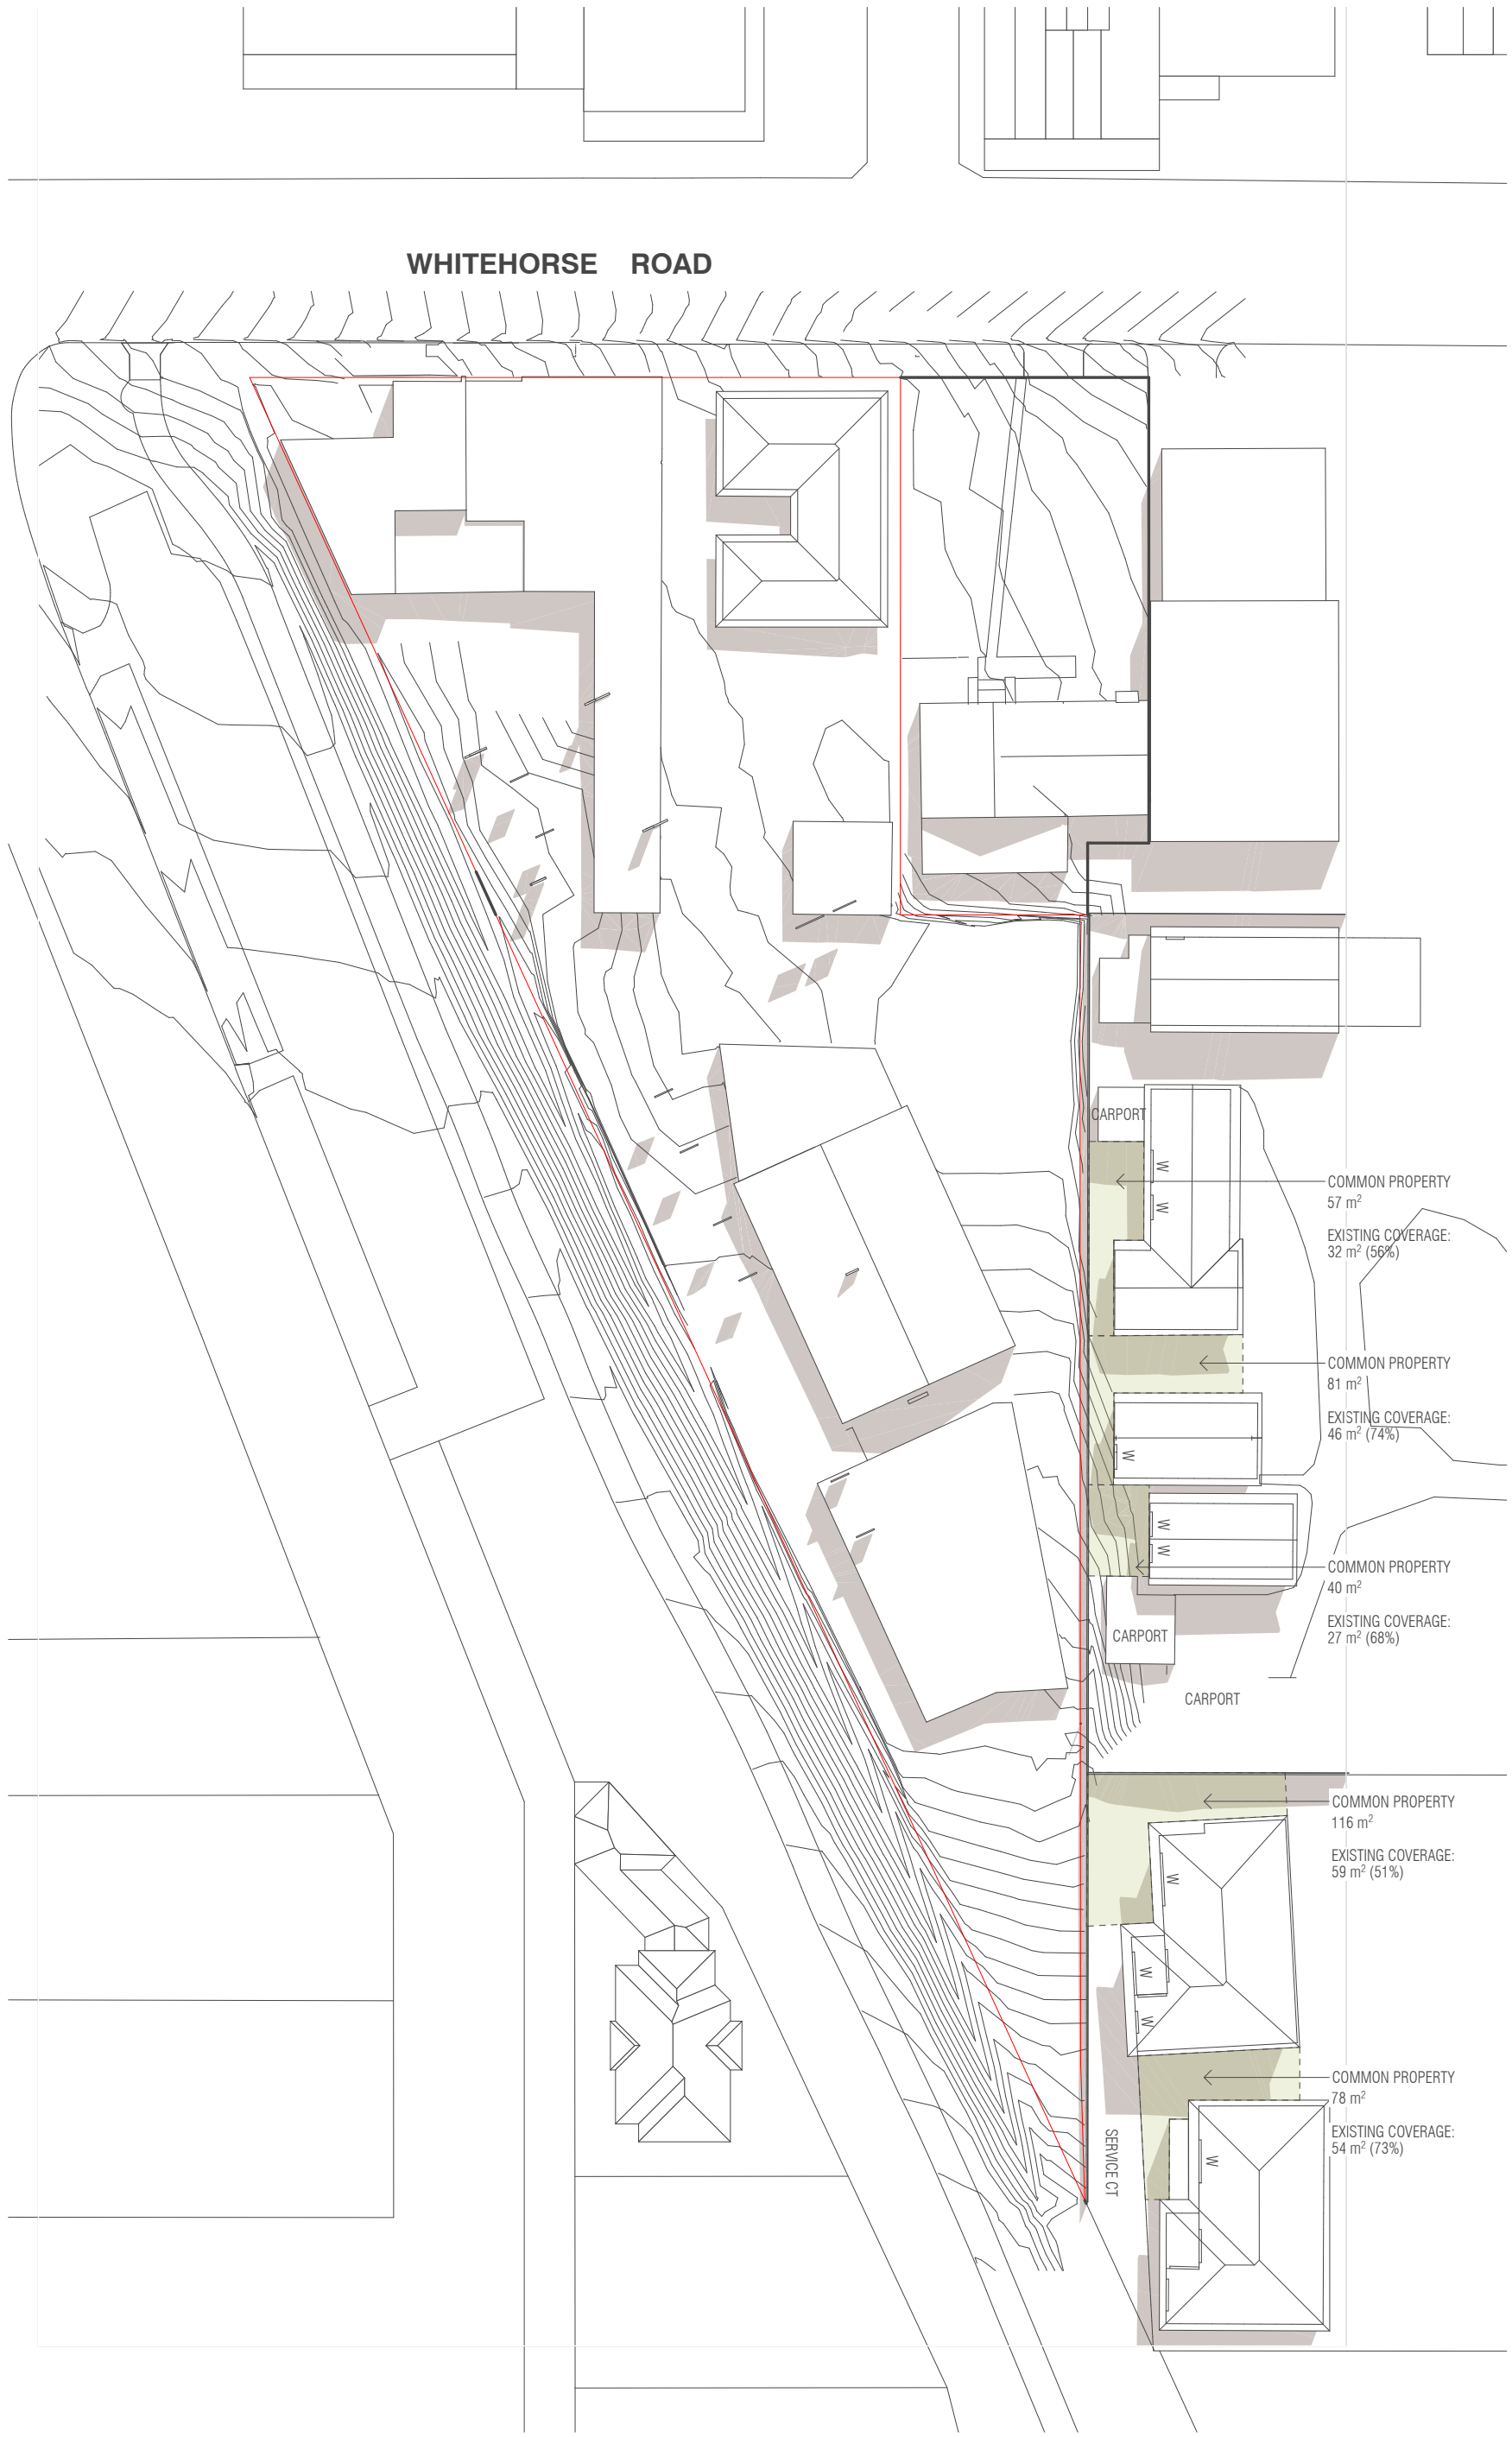 WHITEHORSE ROAD
CARPORT
W
W
COMMON PROPERTY
57 m²
EXISTING COVERAGE:
32 m² (56%)
COMMON PROPERTY
81 m²
EXISTING COVERAGE:
46 m² (74%)
W
W
W
COMMON PROPERTY
40 m²
EXISTING COVERAGE:
27 m² (68%)
CARPORT
CARPORT
COMMON PROPERTY
116 m²
EXISTING COVERAGE:
59 m² (51%)
W
W
W
COMMON PROPERTY
78 m²
EXISTING COVERAGE:
54 m² (73%)
SERVICE CT
W